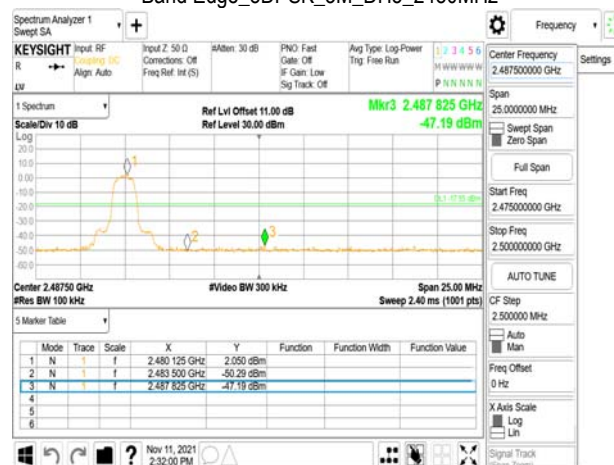 Spectrum Analyzer 1
Swept SA
KEYSIGHT Input: RF
R Coupling: DC
Align: Auto
LVI
Input Z: 50 Ω
Corrections: Off
Freq Ref: Int (S)
#Atten: 30 dB
PNO: Fast
Gate: Off
IF Gain: Low
Sig Track: Off
Avg Type: Log-Power
Trig: Free Run
1 2 3 4 5 6
M W W W W W
P N N N N N
Frequency
Settings
1 Spectrum
Scale/Div 10 dB
Log
Ref Lvl Offset 11.00 dB
Ref Level 30.00 dBm
Mkr3 2.487 825 GHz
-47.19 dBm
20.0
10.0
0.00
-10.0
-20.0
-30.0
-40.0
-50.0
-60.0
1
2
3
Center 2.48750 GHz
#Res BW 100 kHz
#Video BW 300 kHz
Span 25.00 MHz
Sweep 2.40 ms (1001 pts)
5 Marker Table
Mode Trace Scale X Y Function Function Width Function Value
1 N 1 f 2.480 125 GHz 2.050 dBm
2 N 1 f 2.483 500 GHz -50.29 dBm
3 N 1 f 2.487 825 GHz -47.19 dBm
4
5
6
Nov 11, 2021
2:32:00 PM
?
Center Frequency
2.487500000 GHz
Span
25.0000000 MHz
Swept Span
Zero Span
Full Span
Start Freq
2.475000000 GHz
Stop Freq
2.500000000 GHz
AUTO TUNE
CF Step
2.500000 MHz
Auto
Man
Freq Offset
0 Hz
X Axis Scale
Log
Lin
Signal Track